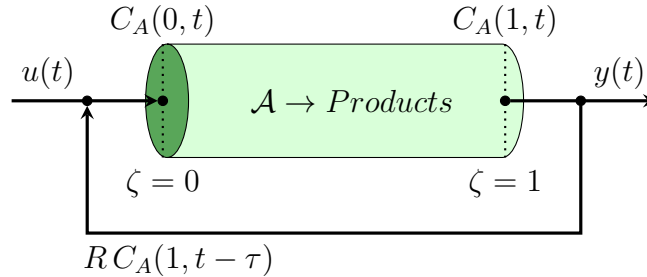 C_A(0, t) C_A(1, t)
u(t) y(t)
𝒜 → Products
ζ = 0 ζ = 1
R C_A(1, t − τ)